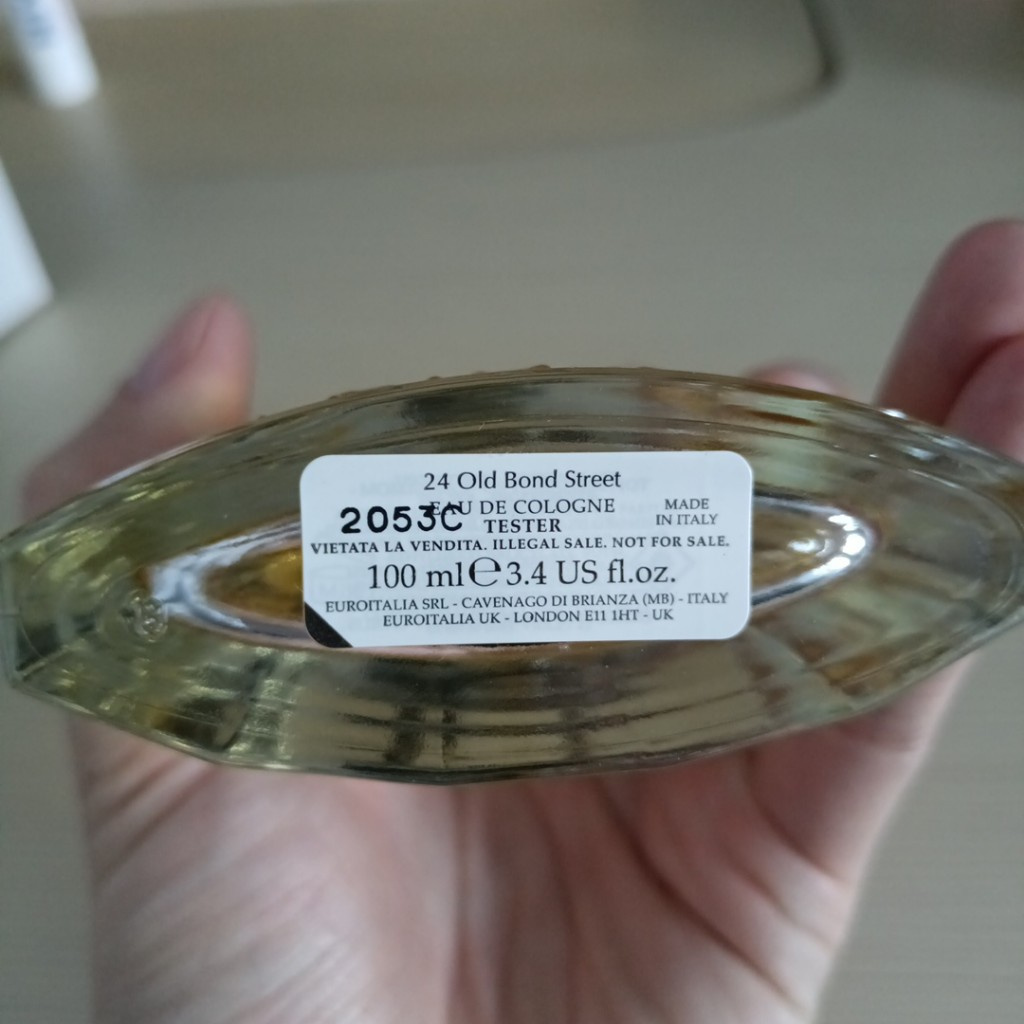 24 Old Bond Street
EAU DE COLOGNE
2053C TESTER
MADE
IN ITALY
VIETATA LA VENDITA. ILLEGAL SALE. NOT FOR SALE.
100 ml ℮ 3.4 US fl.oz.
EUROITALIA SRL - CAVENAGO DI BRIANZA (MB) - ITALY
EUROITALIA UK - LONDON E11 1HT - UK